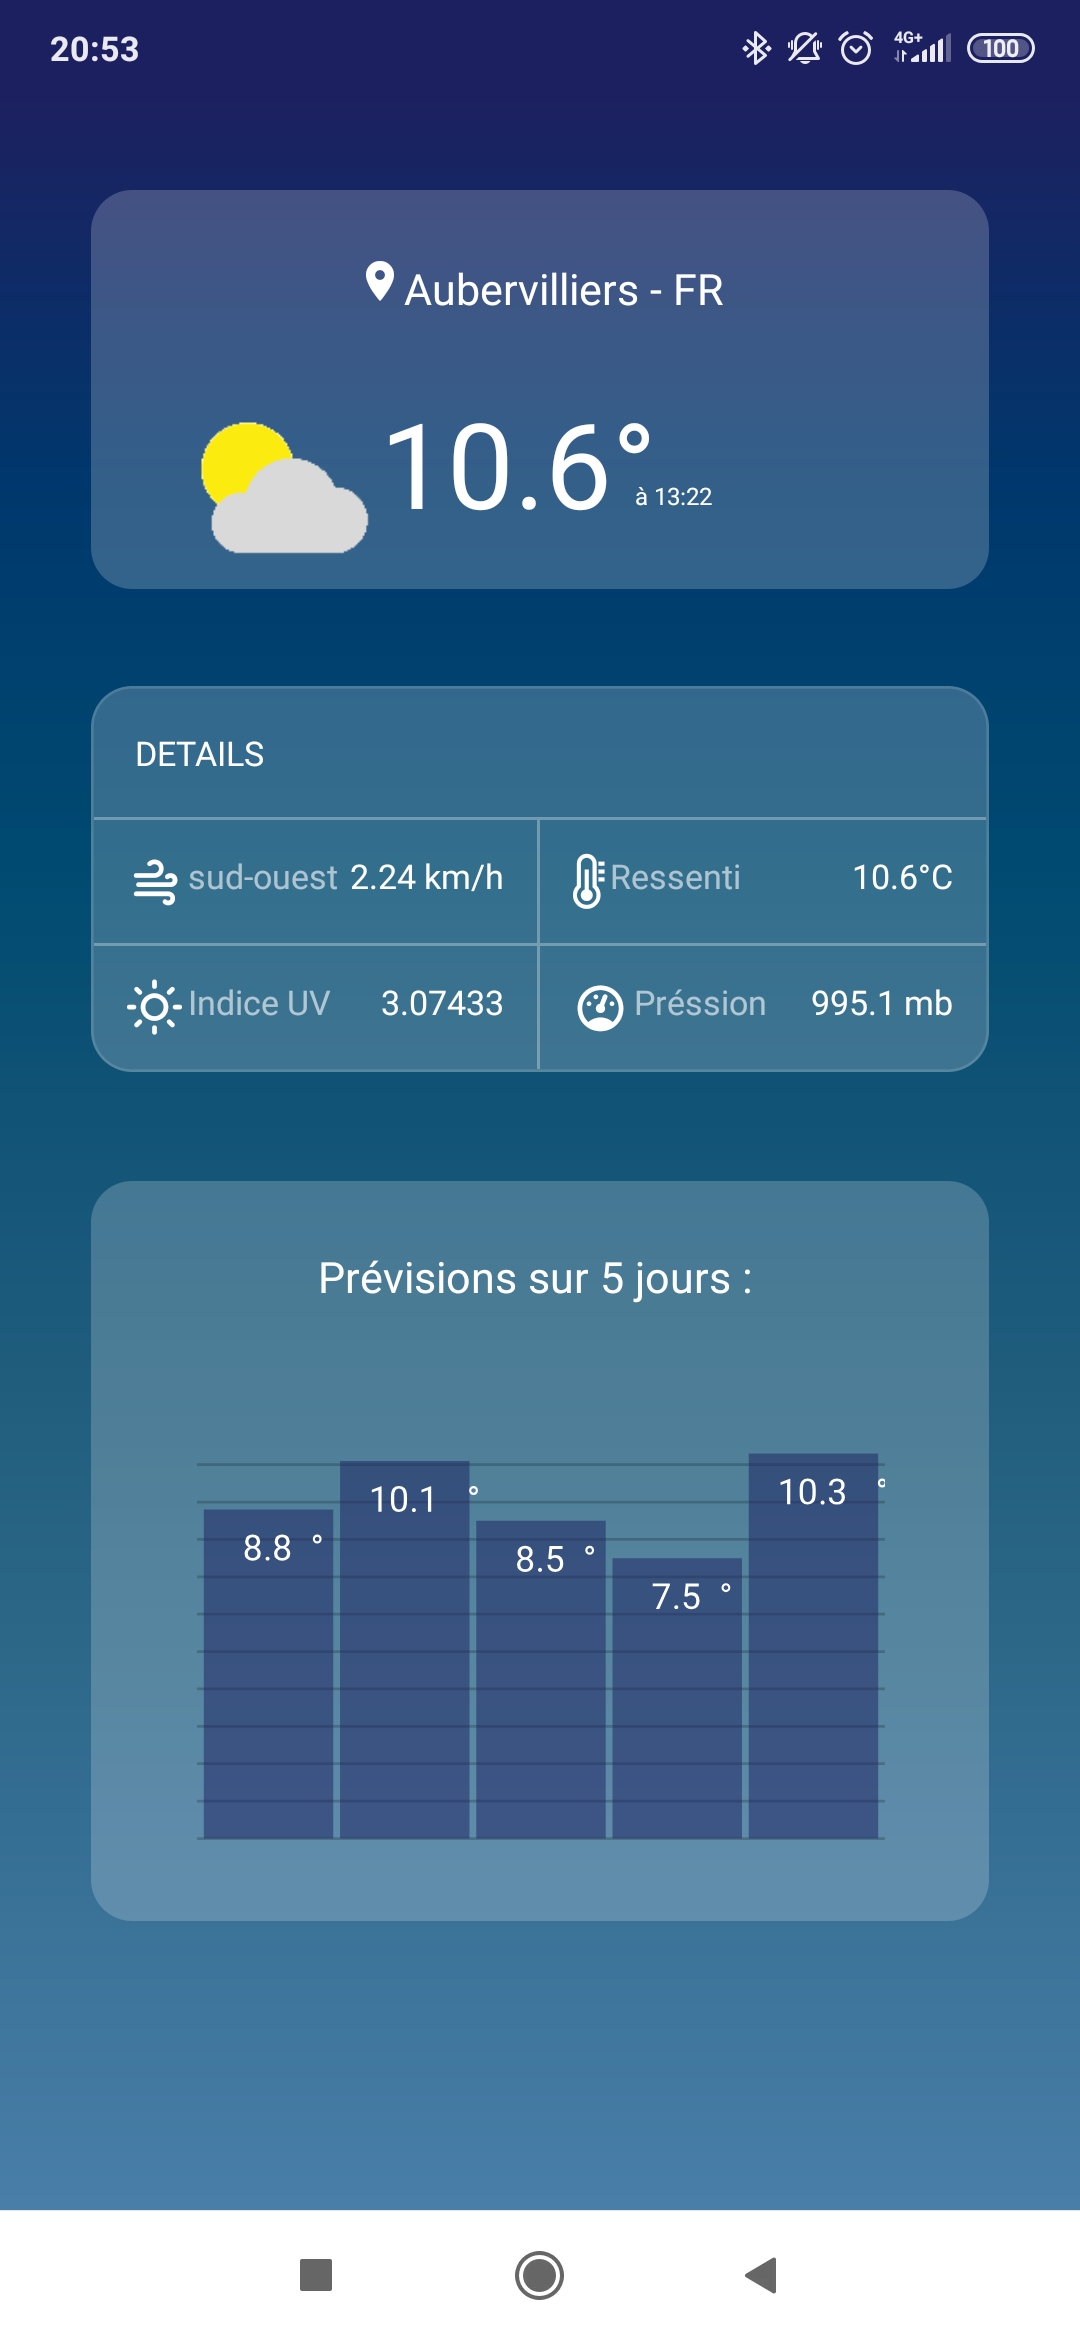 20:53 4G+ 100
Aubervilliers - FR
10.6°
à 13:22
DETAILS
sud-ouest 2.24 km/h Ressenti 10.6°C
Indice UV 3.07433 Préssion 995.1 mb
Prévisions sur 5 jours :
8.8 ° 10.1 ° 8.5 ° 7.5 ° 10.3 °